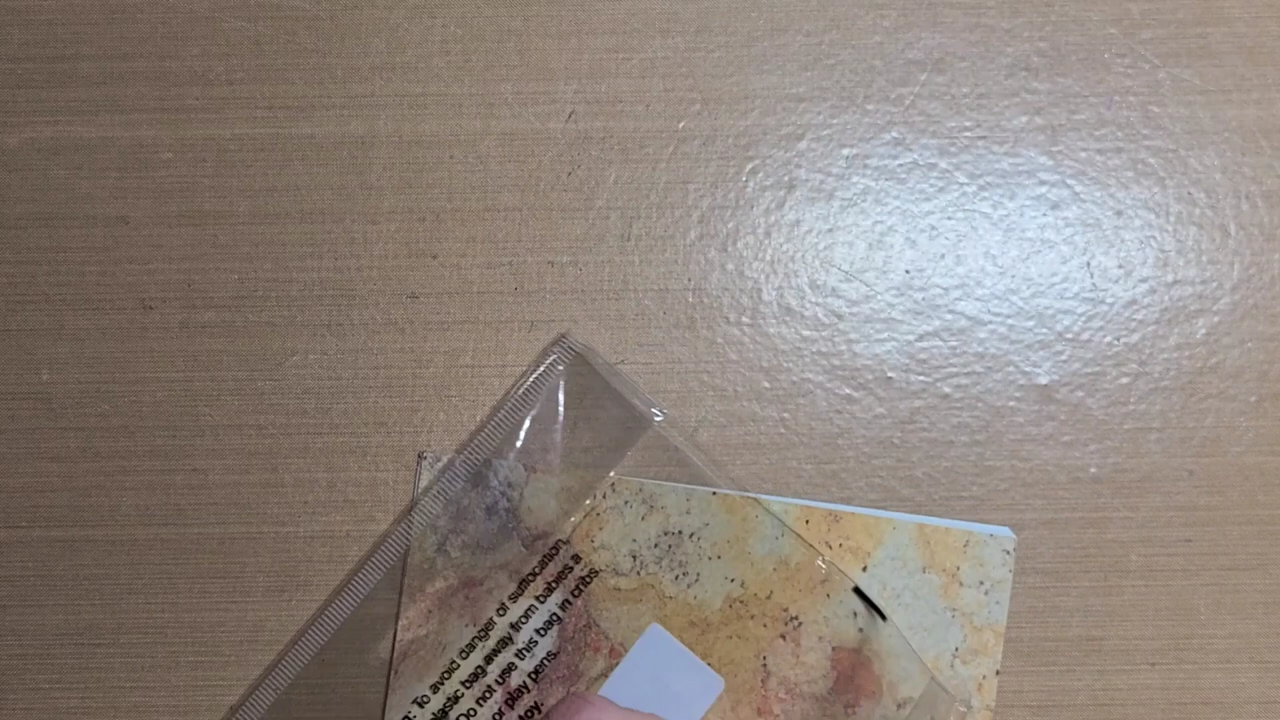 : To avoid danger of suffocation,
plastic bag away from babies a
Do not use this bag in cribs.
or play pens.
toy.